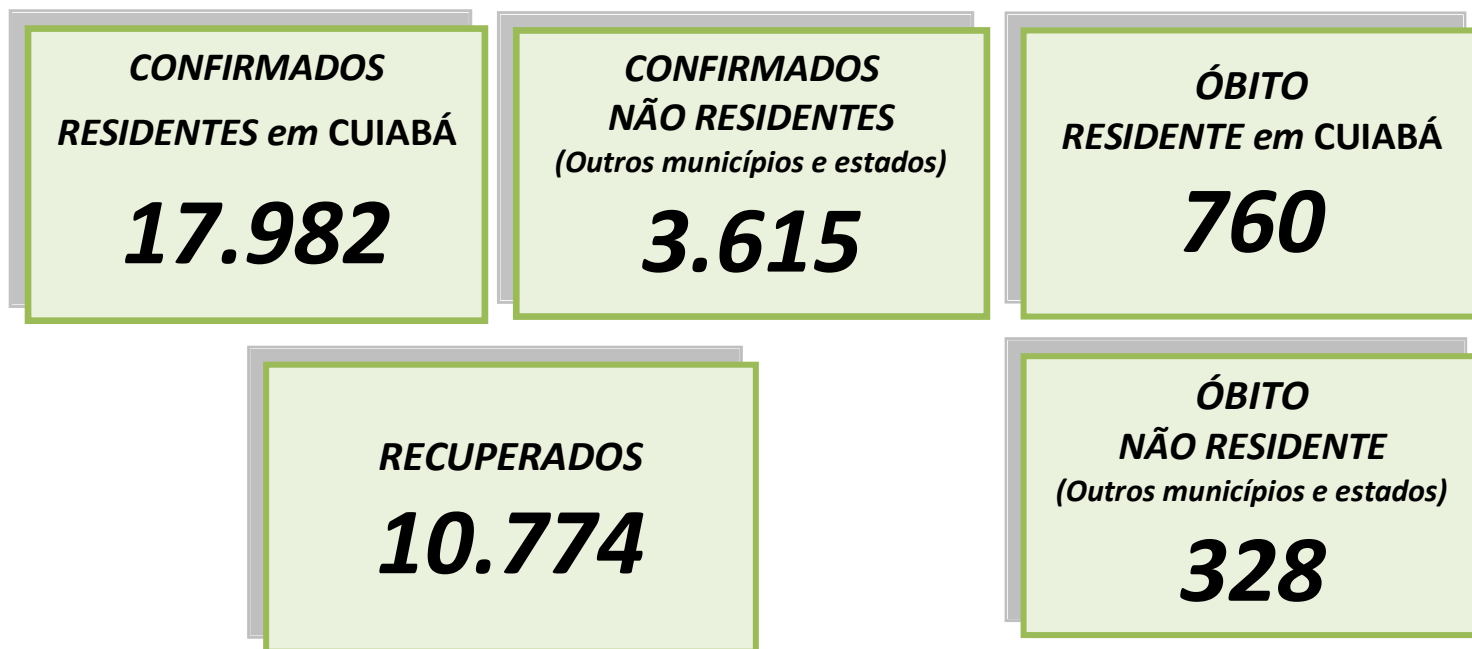 CONFIRMADOS
RESIDENTES em CUIABÁ
17.982
CONFIRMADOS
NÃO RESIDENTES
(Outros municípios e estados)
3.615
ÓBITO
RESIDENTE em CUIABÁ
760
RECUPERADOS
10.774
ÓBITO
NÃO RESIDENTE
(Outros municípios e estados)
328